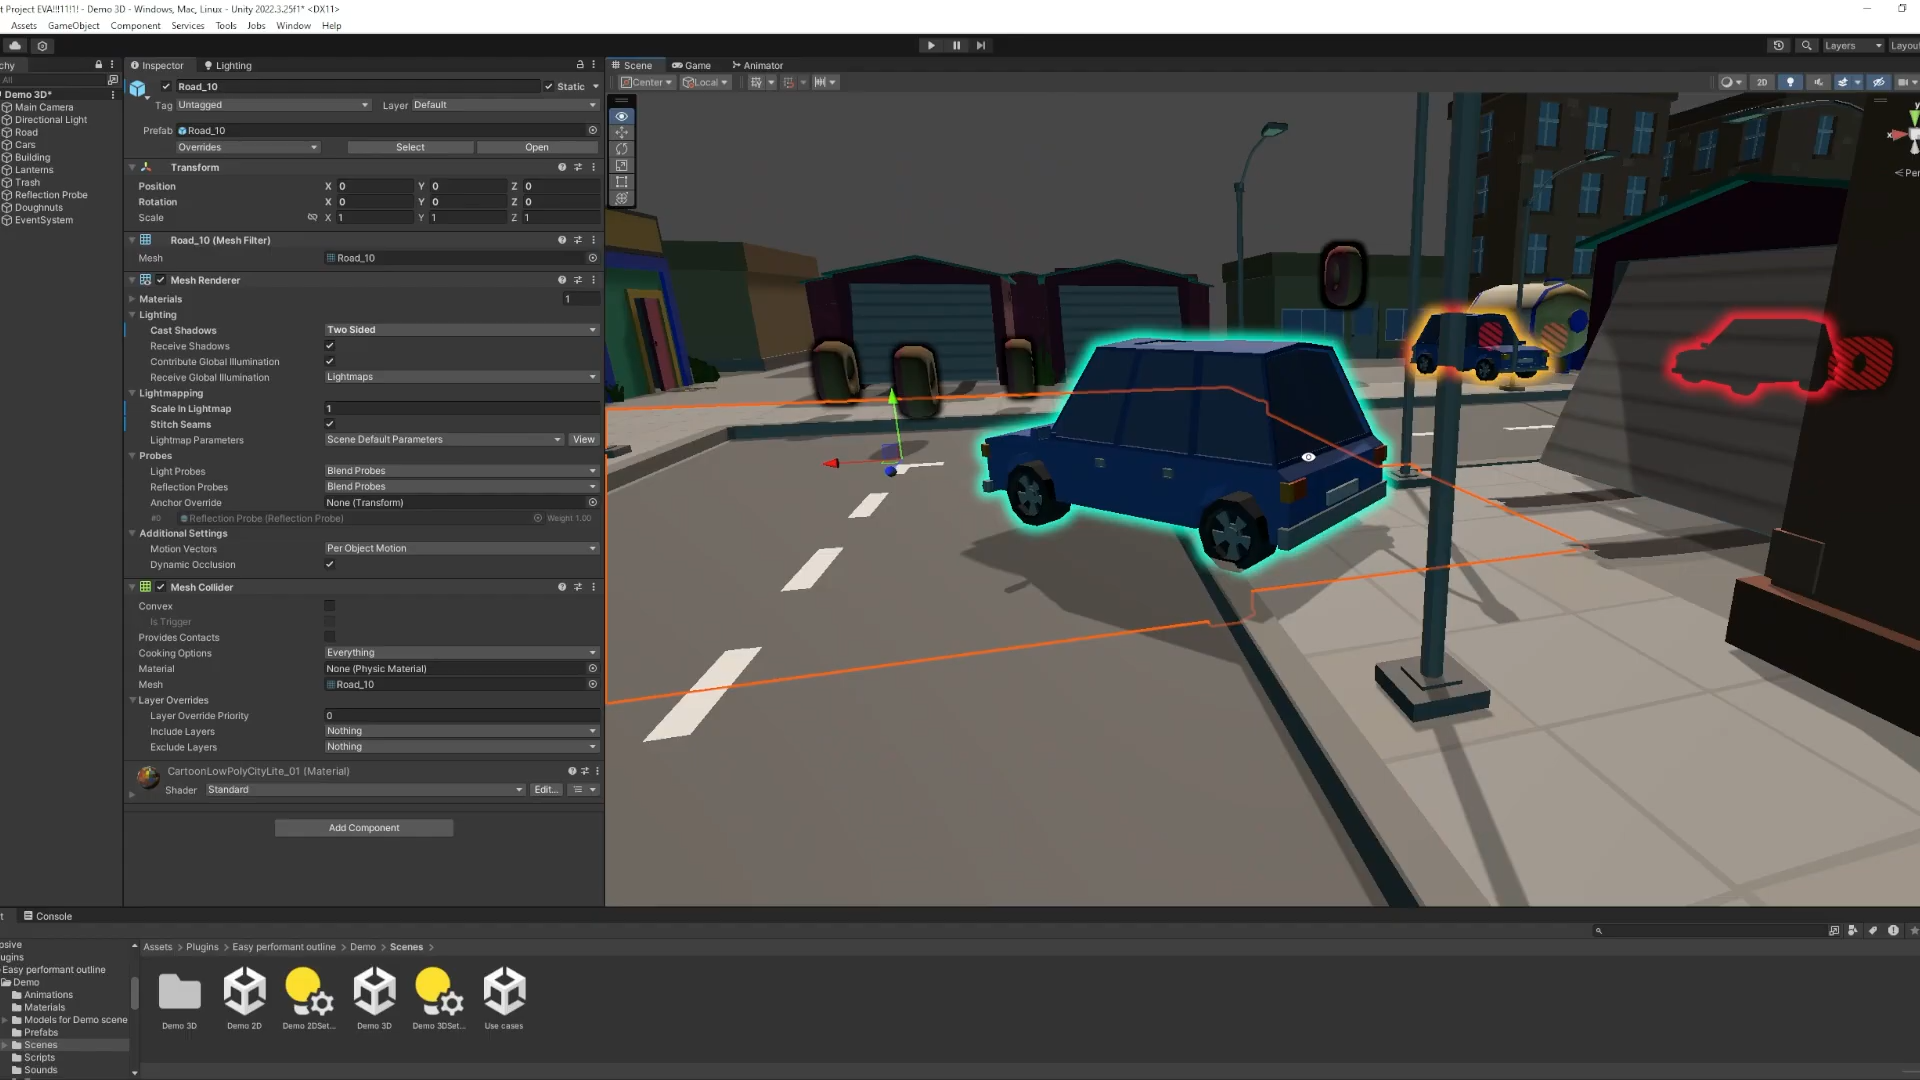 t Project EVA!!!11!1! - Demo 3D - Windows, Mac, Linux - Unity 2022.3.25f1* <DX11>
Assets GameObject Component Services Tools Jobs Window Help
Layers Layou
chy Inspector Lighting Scene Game Animator
All
Road_10 Static
Center Local 2D
Demo 3D*
Tag Untagged Layer Default
Main Camera
Directional Light
Road
Cars
Building
Lanterns
Trash
Reflection Probe
Doughnuts
EventSystem
Prefab Road_10
Overrides Select Open
Transform
Position X 0 Y 0 Z 0
Rotation X 0 Y 0 Z 0
Scale X 1 Y 1 Z 1
Road_10 (Mesh Filter)
Mesh Road_10
Mesh Renderer
Materials 1
Lighting
Cast Shadows Two Sided
Receive Shadows
Contribute Global Illumination
Receive Global Illumination Lightmaps
Lightmapping
Scale In Lightmap 1
Stitch Seams
Lightmap Parameters Scene Default Parameters View
Probes
Light Probes Blend Probes
Reflection Probes Blend Probes
Anchor Override None (Transform)
#0 Reflection Probe (Reflection Probe) Weight 1.00
Additional Settings
Motion Vectors Per Object Motion
Dynamic Occlusion
Mesh Collider
Convex
Is Trigger
Provides Contacts
Cooking Options Everything
Material None (Physic Material)
Mesh Road_10
Layer Overrides
Layer Override Priority 0
Include Layers Nothing
Exclude Layers Nothing
CartoonLowPolyCityLite_01 (Material)
Shader Standard Edit...
Add Component
y
x
< Per
t Console
osive
ugins
Easy performant outline
Demo
Animations
Materials
Models for Demo scene
Prefabs
Scenes
Scripts
Sounds
Assets > Plugins > Easy performant outline > Demo > Scenes >
Demo 3D Demo 2D Demo 2DSet... Demo 3D Demo 3DSet... Use cases